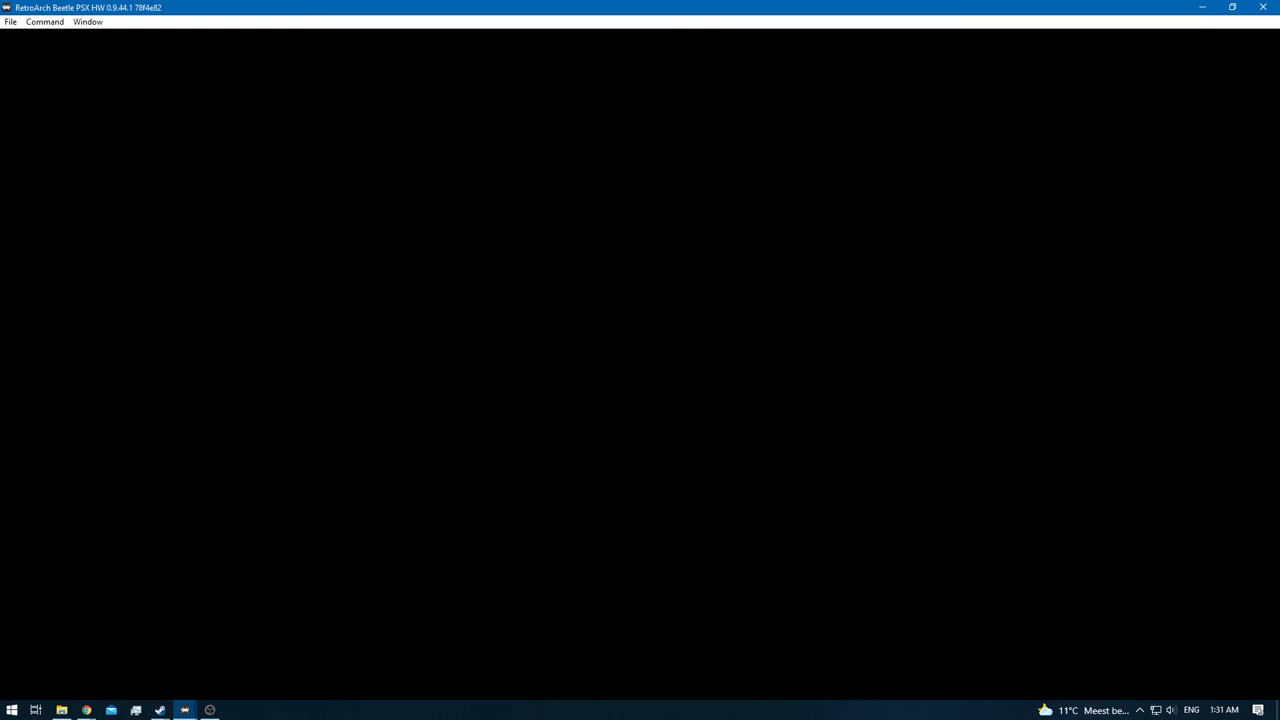 RetroArch Beetle PSX HW 0.9.44.1 78f4e82
File Command Window
11°C Meest be... ENG 1:31 AM